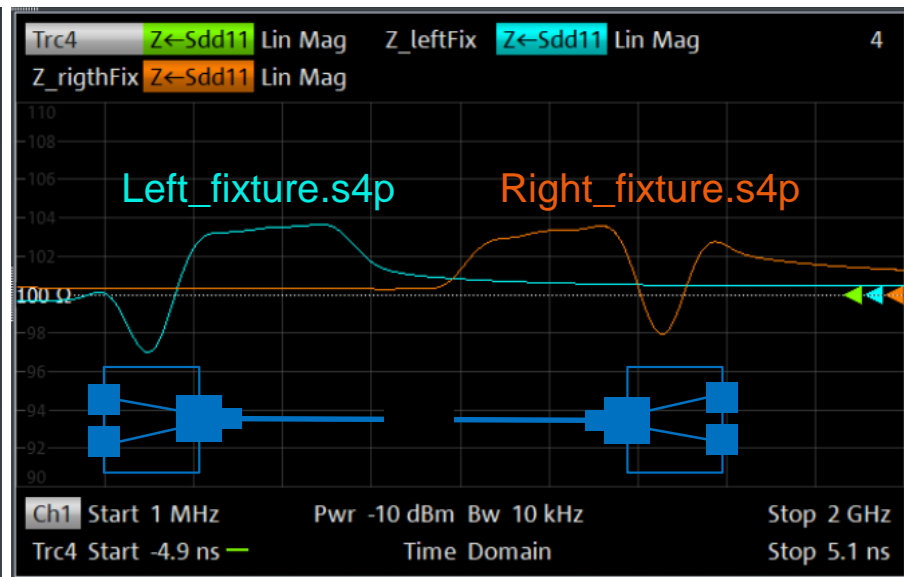 Trc4 Z←Sdd11 Lin Mag Z_leftFix Z←Sdd11 Lin Mag 4
Z_rigthFix Z←Sdd11 Lin Mag
110
108
106
Left_fixture.s4p Right_fixture.s4p
104
102
100 Ω
98
96
94
92
90
Ch1 Start 1 MHz Pwr -10 dBm Bw 10 kHz Stop 2 GHz
Trc4 Start -4.9 ns Time Domain Stop 5.1 ns